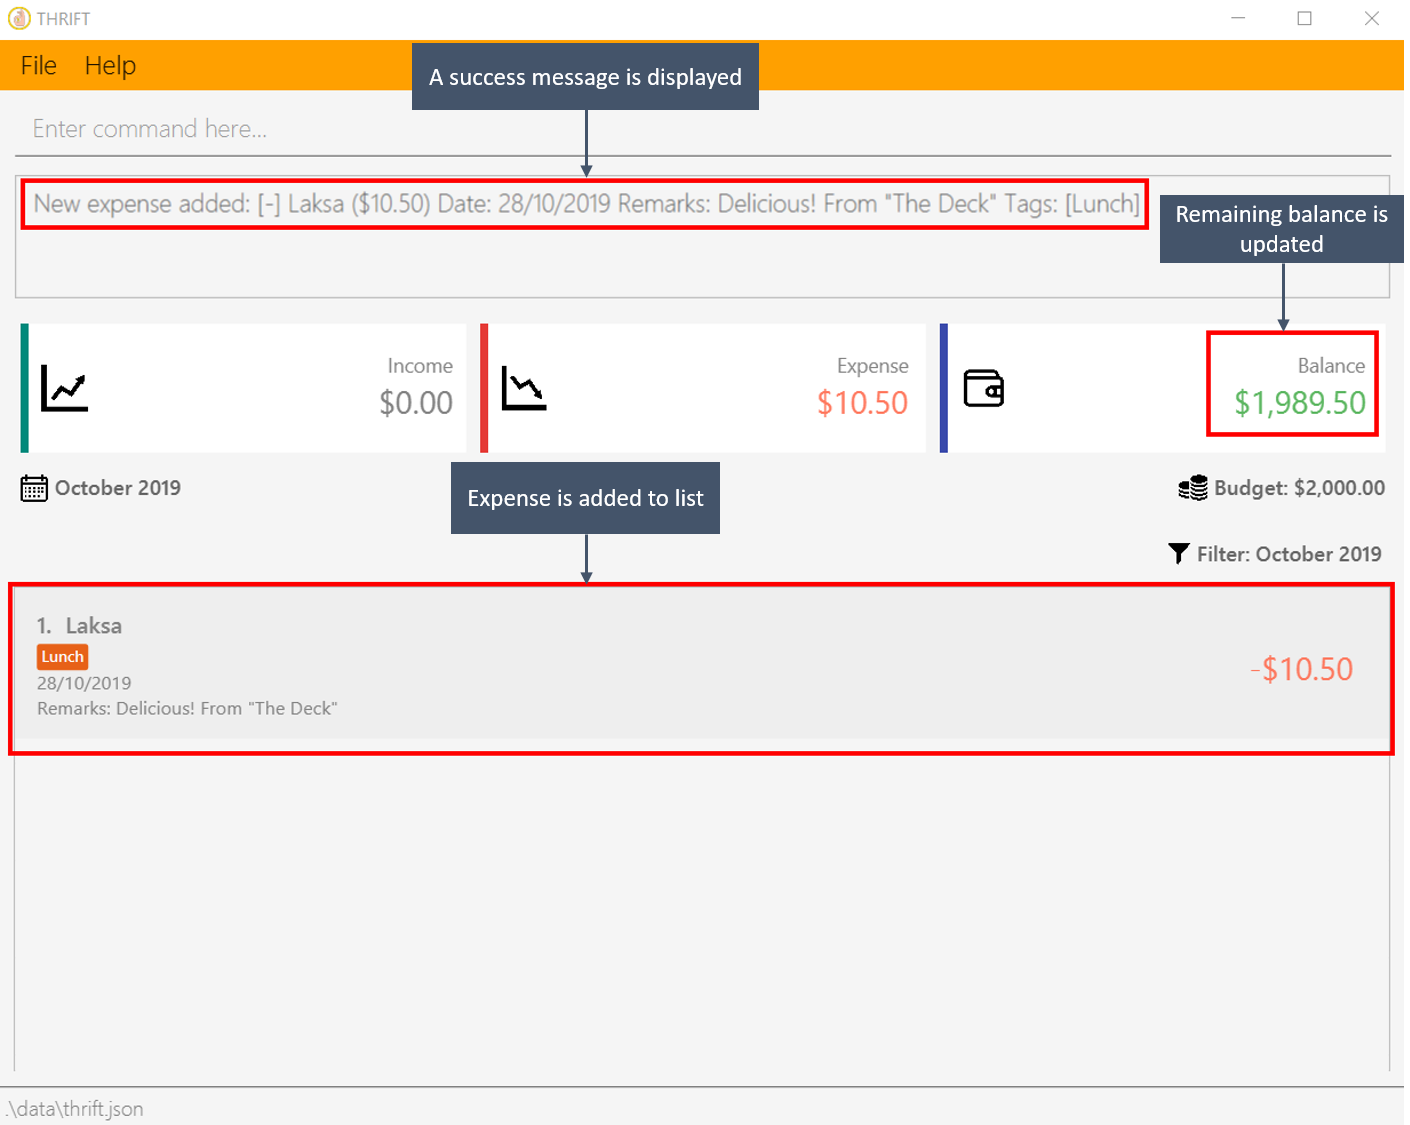 THRIFT
File Help
A success message is displayed
Enter command here...
New expense added: [-] Laksa ($10.50) Date: 28/10/2019 Remarks: Delicious! From "The Deck" Tags: [Lunch]
Remaining balance is
updated
Income
$0.00
Expense
$10.50
Balance
$1,989.50
October 2019
Budget: $2,000.00
Expense is added to list
Filter: October 2019
1. Laksa
Lunch
28/10/2019
Remarks: Delicious! From "The Deck"
-$10.50
.\data\thrift.json